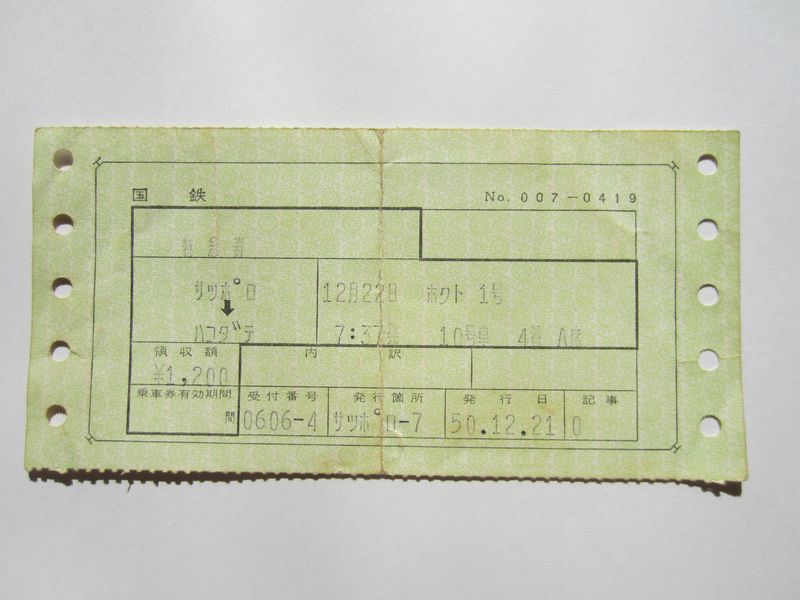 国鉄 No. 007-0419
特急券
サツポロ 12月22日 ホクト 1号
ハコダテ 7:37発 10号車 4番 A席
領収額 内訳
¥1,200
乗車券有効期間 受付番号 発行箇所 発行日 記事
間 0606-4 サツポロ-7 50.12.21 0